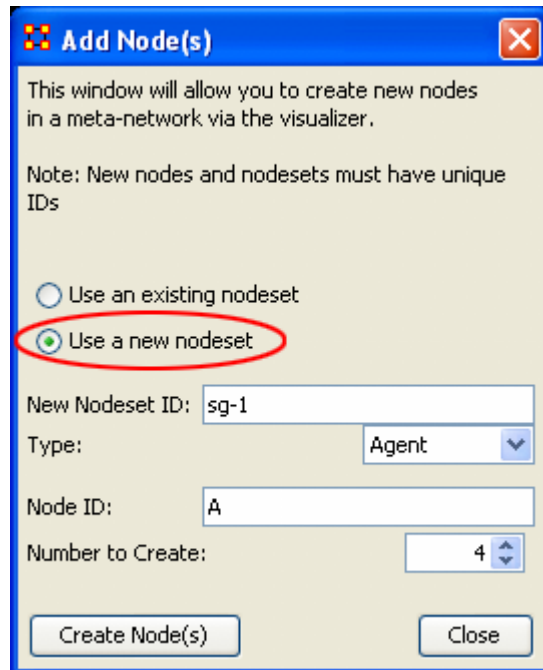 Add Node(s)
This window will allow you to create new nodes
in a meta-network via the visualizer.
Note: New nodes and nodesets must have unique
IDs
Use an existing nodeset
Use a new nodeset
New Nodeset ID: sg-1
Type: Agent
Node ID: A
Number to Create: 4
Create Node(s) Close